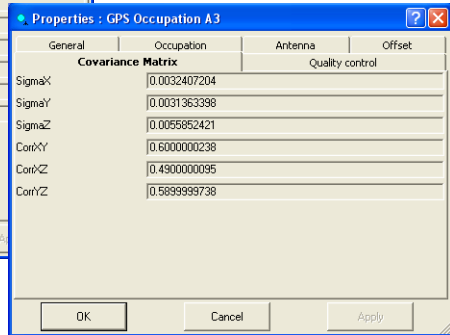 Properties : GPS Occupation A3
General Occupation Antenna Offset
Covariance Matrix Quality control
SigmaX 0.0032407204
SigmaY 0.0031363398
SigmaZ 0.0055852421
CorrXY 0.6000000238
CorrXZ 0.4900000095
CorrYZ 0.5899999738
OK Cancel Apply